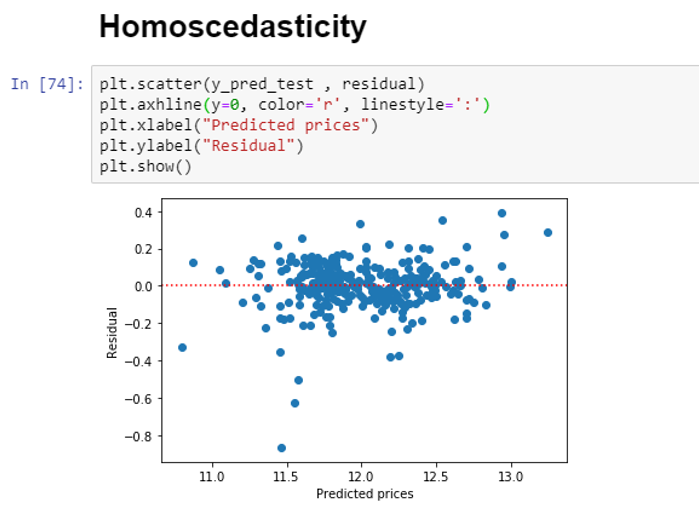 Homoscedasticity
In [74]: plt.scatter(y_pred_test , residual)
plt.axhline(y=0, color='r', linestyle=':')
plt.xlabel("Predicted prices")
plt.ylabel("Residual")
plt.show()
0.4
0.2
0.0
−0.2
−0.4
−0.6
−0.8
Residual
11.0 11.5 12.0 12.5 13.0
Predicted prices